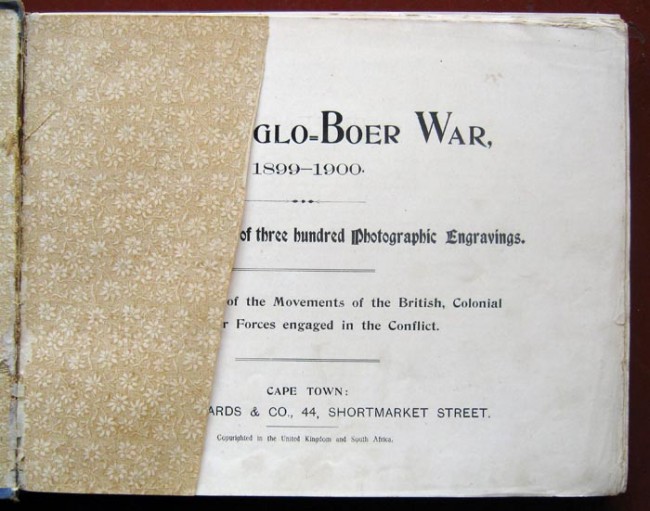 GLO=BOER WAR,
1899–1900.
of three hundred Photographic Engravings.
of the Movements of the British, Colonial
r Forces engaged in the Conflict.
CAPE TOWN:
ARDS & CO., 44, SHORTMARKET STREET.
Copyrighted in the United Kingdom and South Africa.